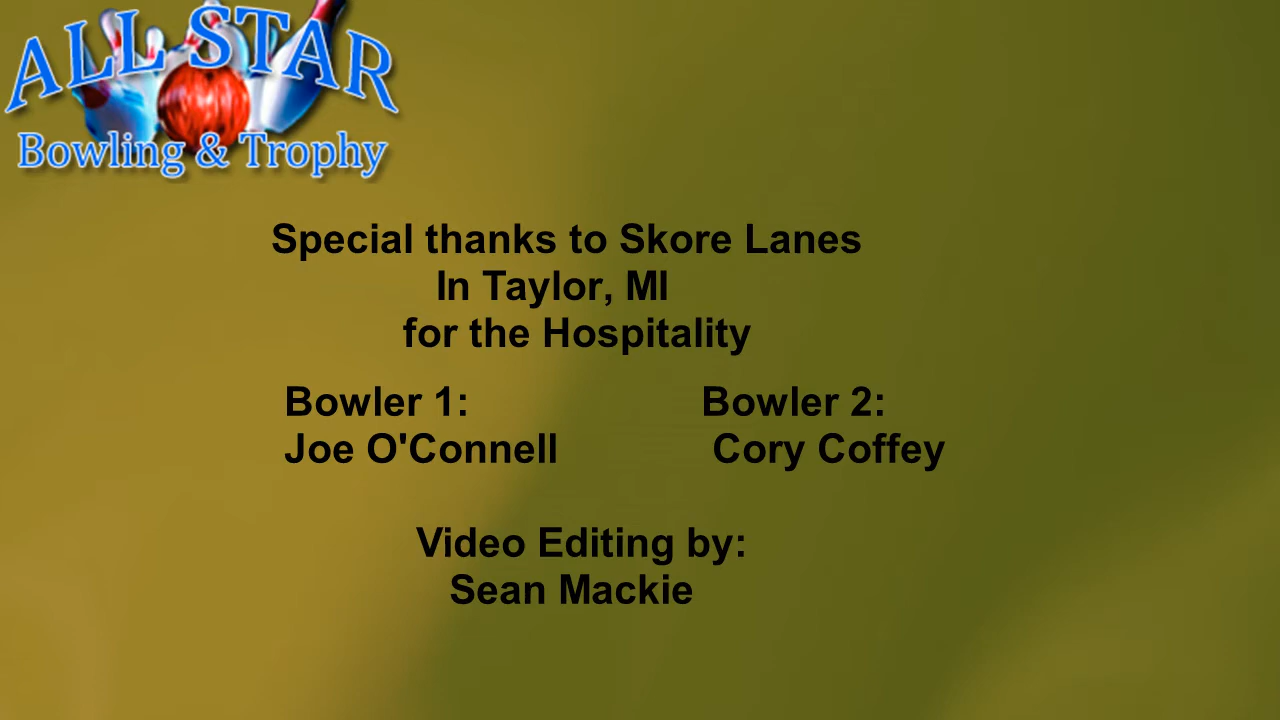 ALL STAR
Bowling & Trophy
Special thanks to Skore Lanes
In Taylor, MI
for the Hospitality
Bowler 1: Bowler 2:
Joe O'Connell Cory Coffey
Video Editing by:
Sean Mackie